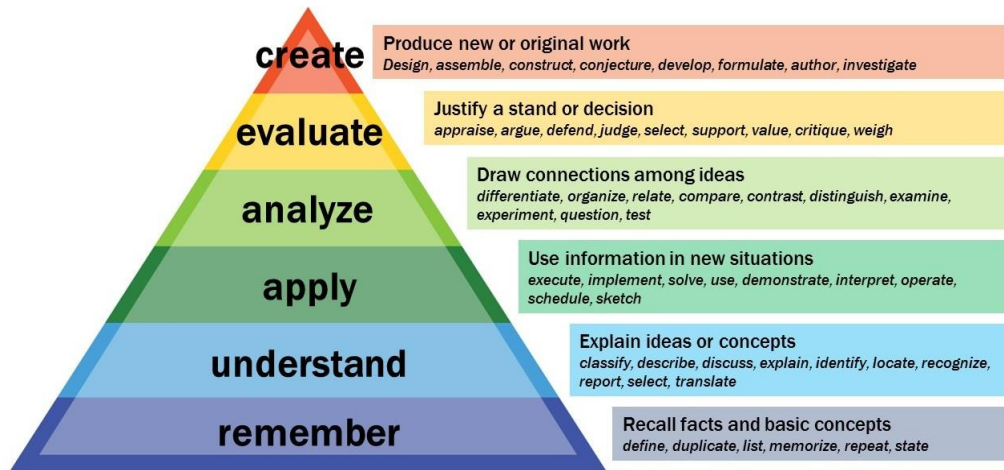 create
Produce new or original work
Design, assemble, construct, conjecture, develop, formulate, author, investigate
evaluate
Justify a stand or decision
appraise, argue, defend, judge, select, support, value, critique, weigh
analyze
Draw connections among ideas
differentiate, organize, relate, compare, contrast, distinguish, examine,
experiment, question, test
apply
Use information in new situations
execute, implement, solve, use, demonstrate, interpret, operate,
schedule, sketch
understand
Explain ideas or concepts
classify, describe, discuss, explain, identify, locate, recognize,
report, select, translate
remember
Recall facts and basic concepts
define, duplicate, list, memorize, repeat, state